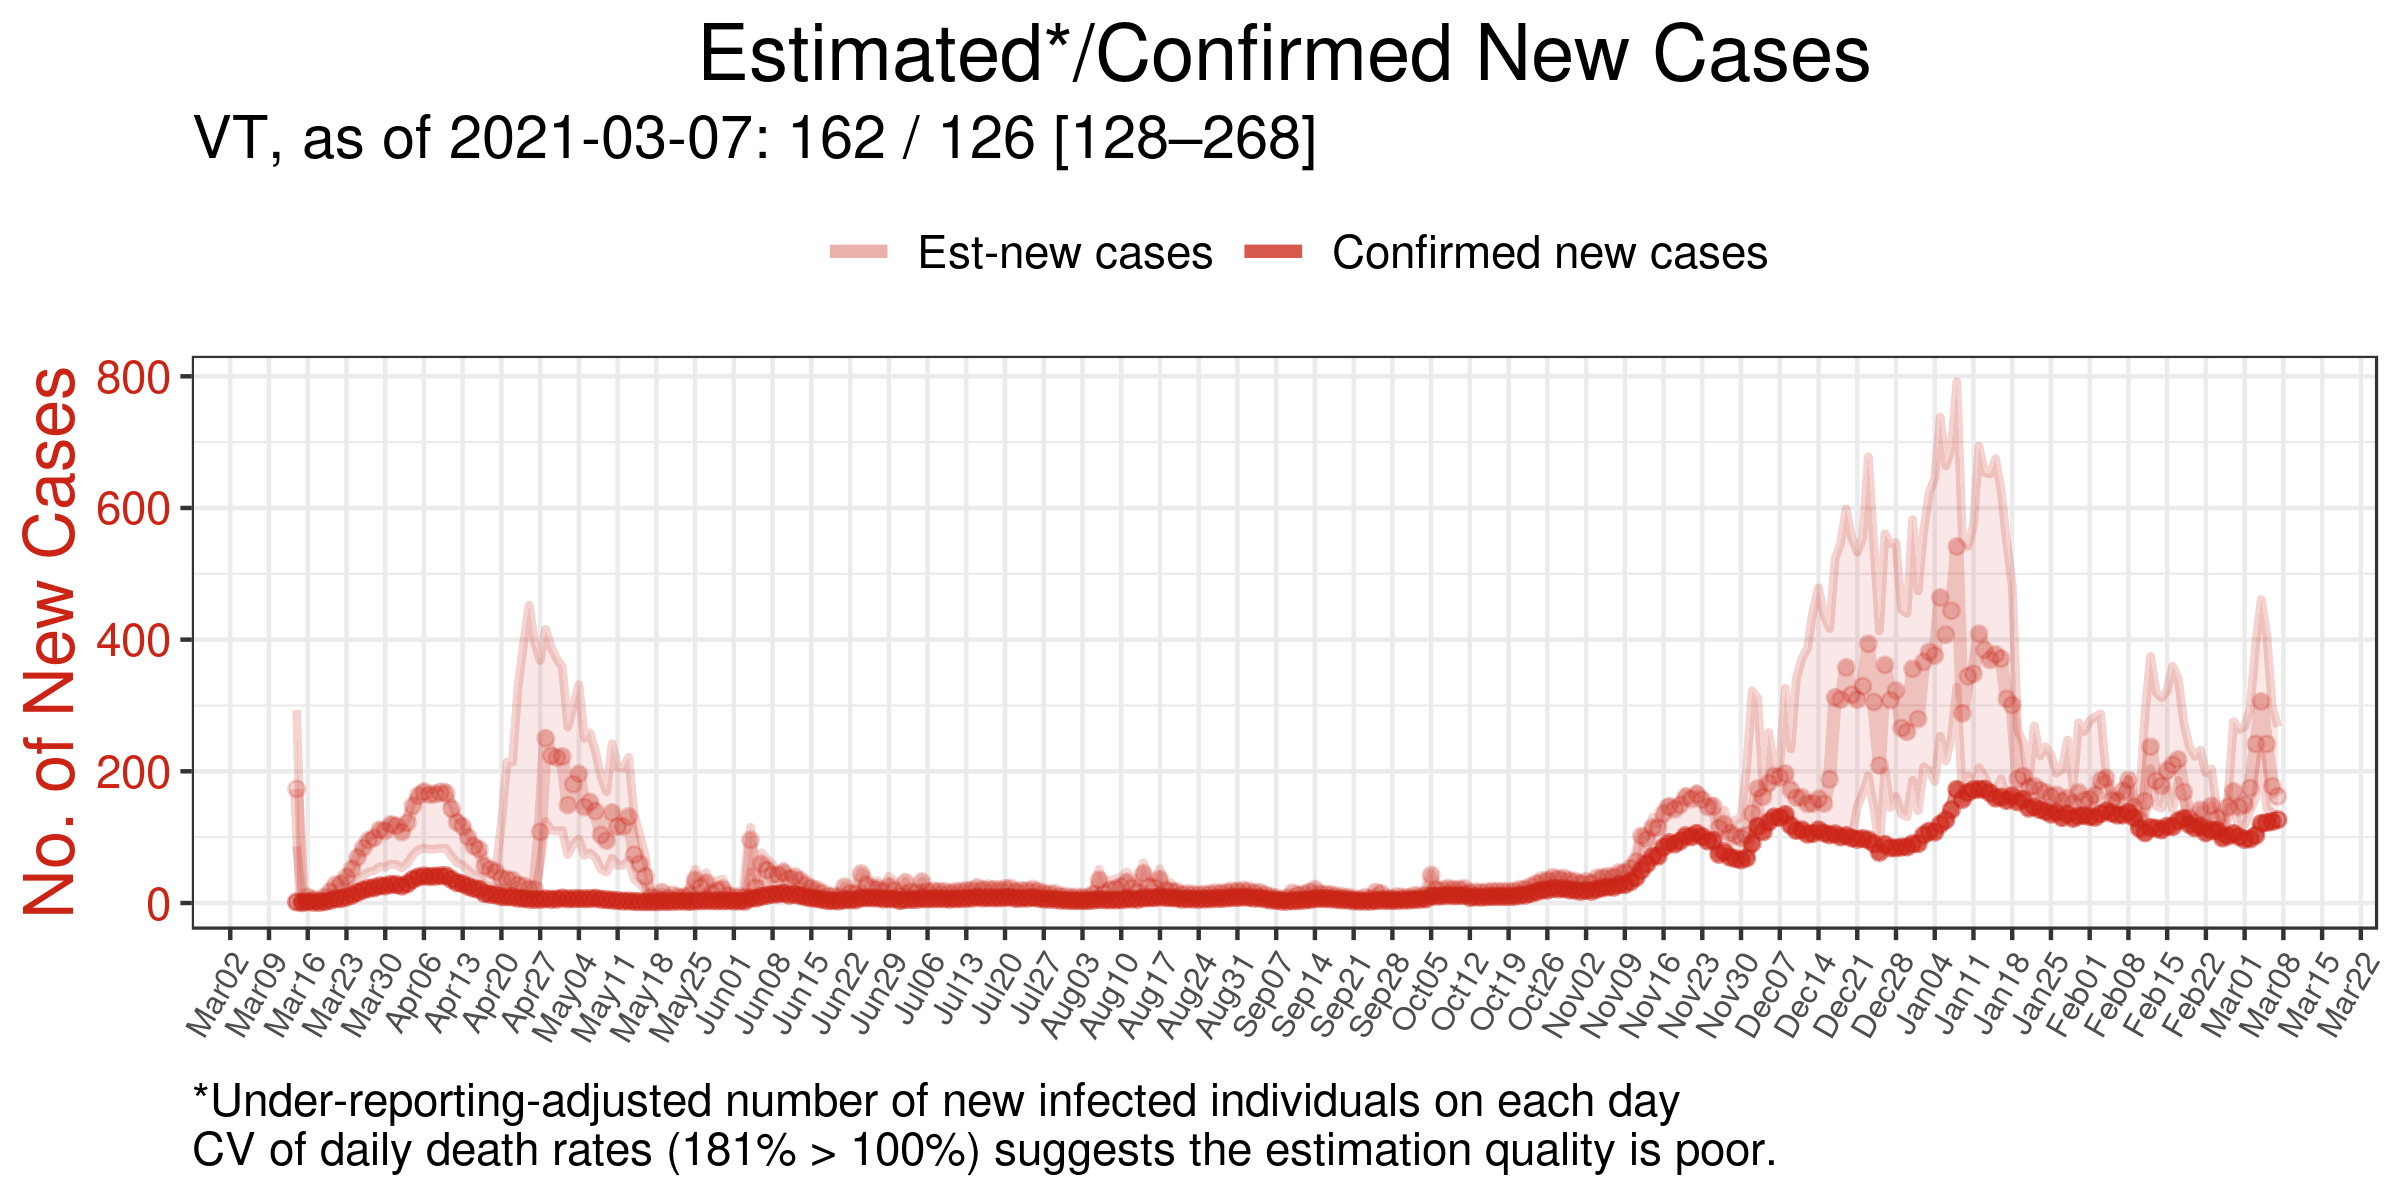 Estimated*/Confirmed New Cases
VT, as of 2021-03-07: 162 / 126 [128–268]
Est-new cases Confirmed new cases
No. of New Cases
800
600
400
200
0
Mar02 Mar09 Mar16 Mar23 Mar30 Apr06 Apr13 Apr20 Apr27 May04 May11 May18 May25 Jun01 Jun08 Jun15 Jun22 Jun29 Jul06 Jul13 Jul20 Jul27 Aug03 Aug10 Aug17 Aug24 Aug31 Sep07 Sep14 Sep21 Sep28 Oct05 Oct12 Oct19 Oct26 Nov02 Nov09 Nov16 Nov23 Nov30 Dec07 Dec14 Dec21 Dec28 Jan04 Jan11 Jan18 Jan25 Feb01 Feb08 Feb15 Feb22 Mar01 Mar08 Mar15 Mar22
*Under-reporting-adjusted number of new infected individuals on each day
CV of daily death rates (181% > 100%) suggests the estimation quality is poor.